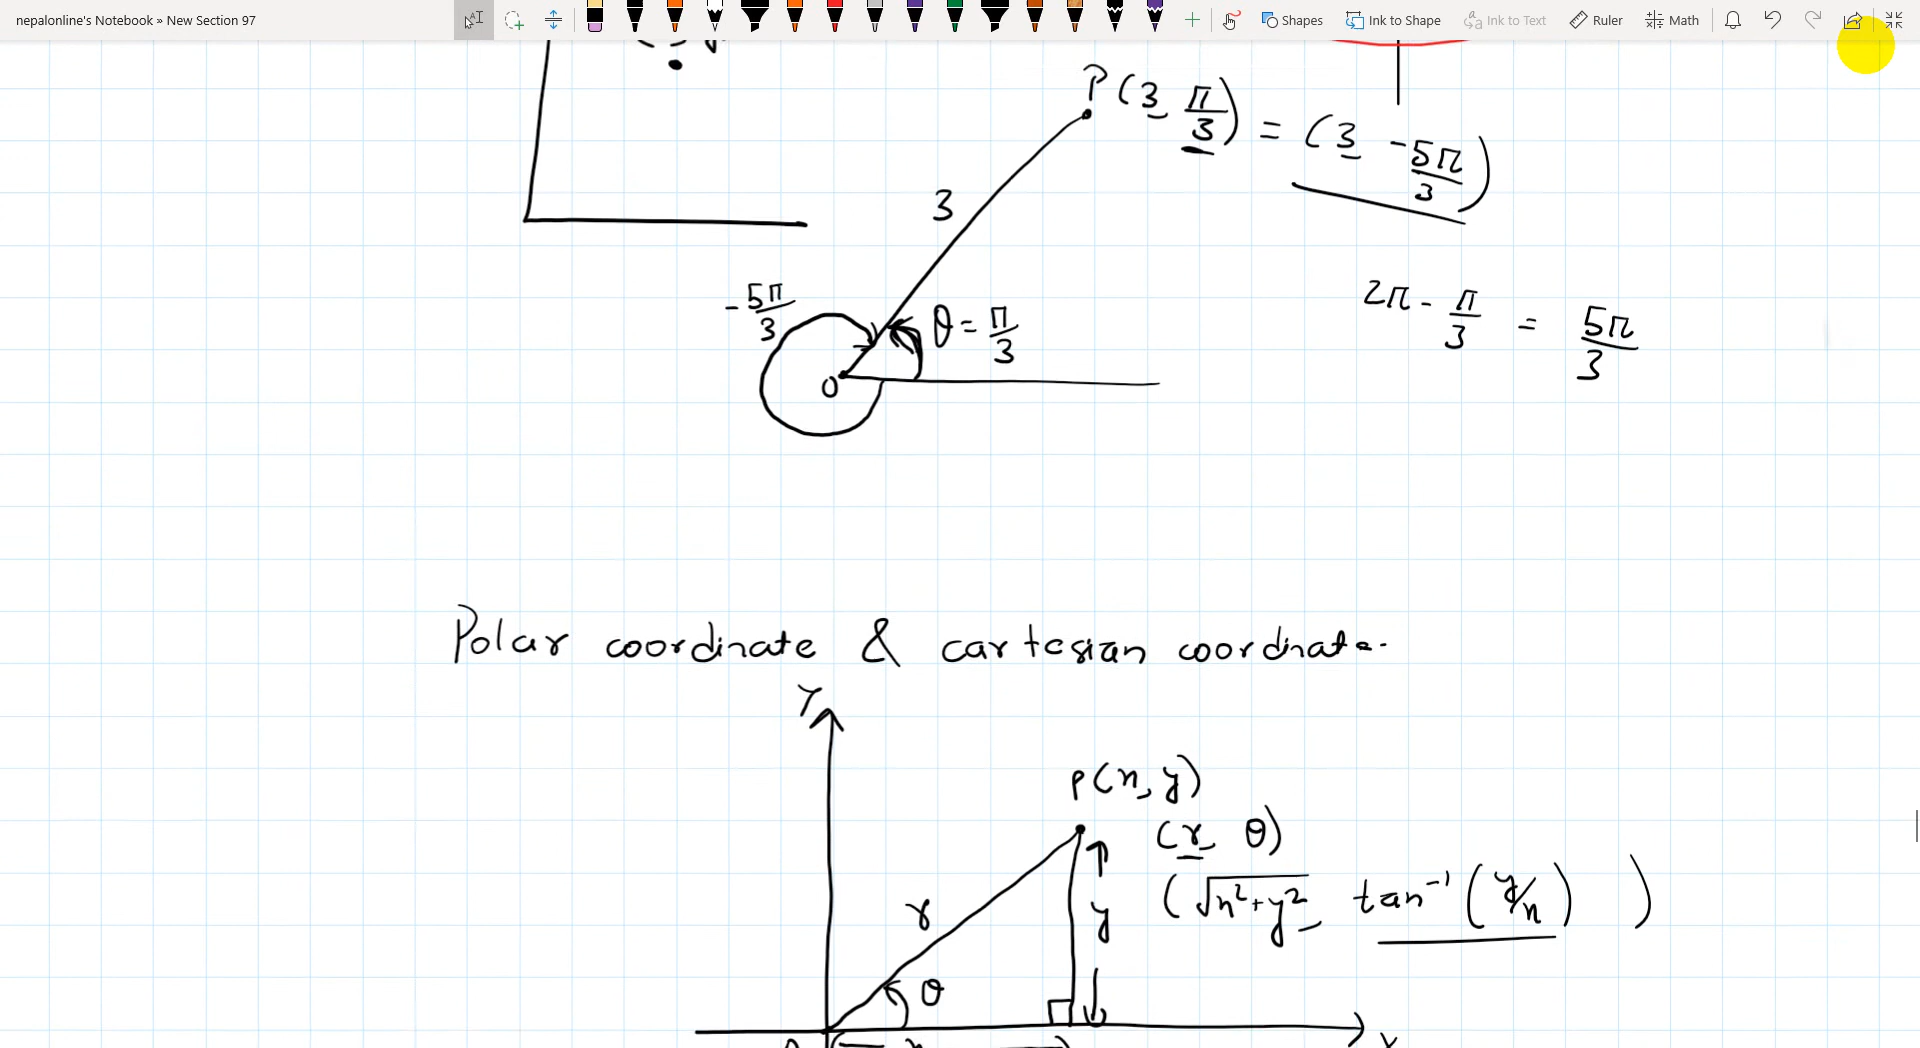 nepalonline's Notebook » New Section 97
Shapes Ink to Shape Ink to Text Ruler Math
P (3, π/3) = (3, -5π/3)
3
-5π/3
θ = π/3
2π - π/3 = 5π/3
O
Polar coordinate & cartesian coordinate.
Y
P(x, y)
(r, θ)
(√x²+y², tan⁻¹(y/x) )
r
y
θ
X
x